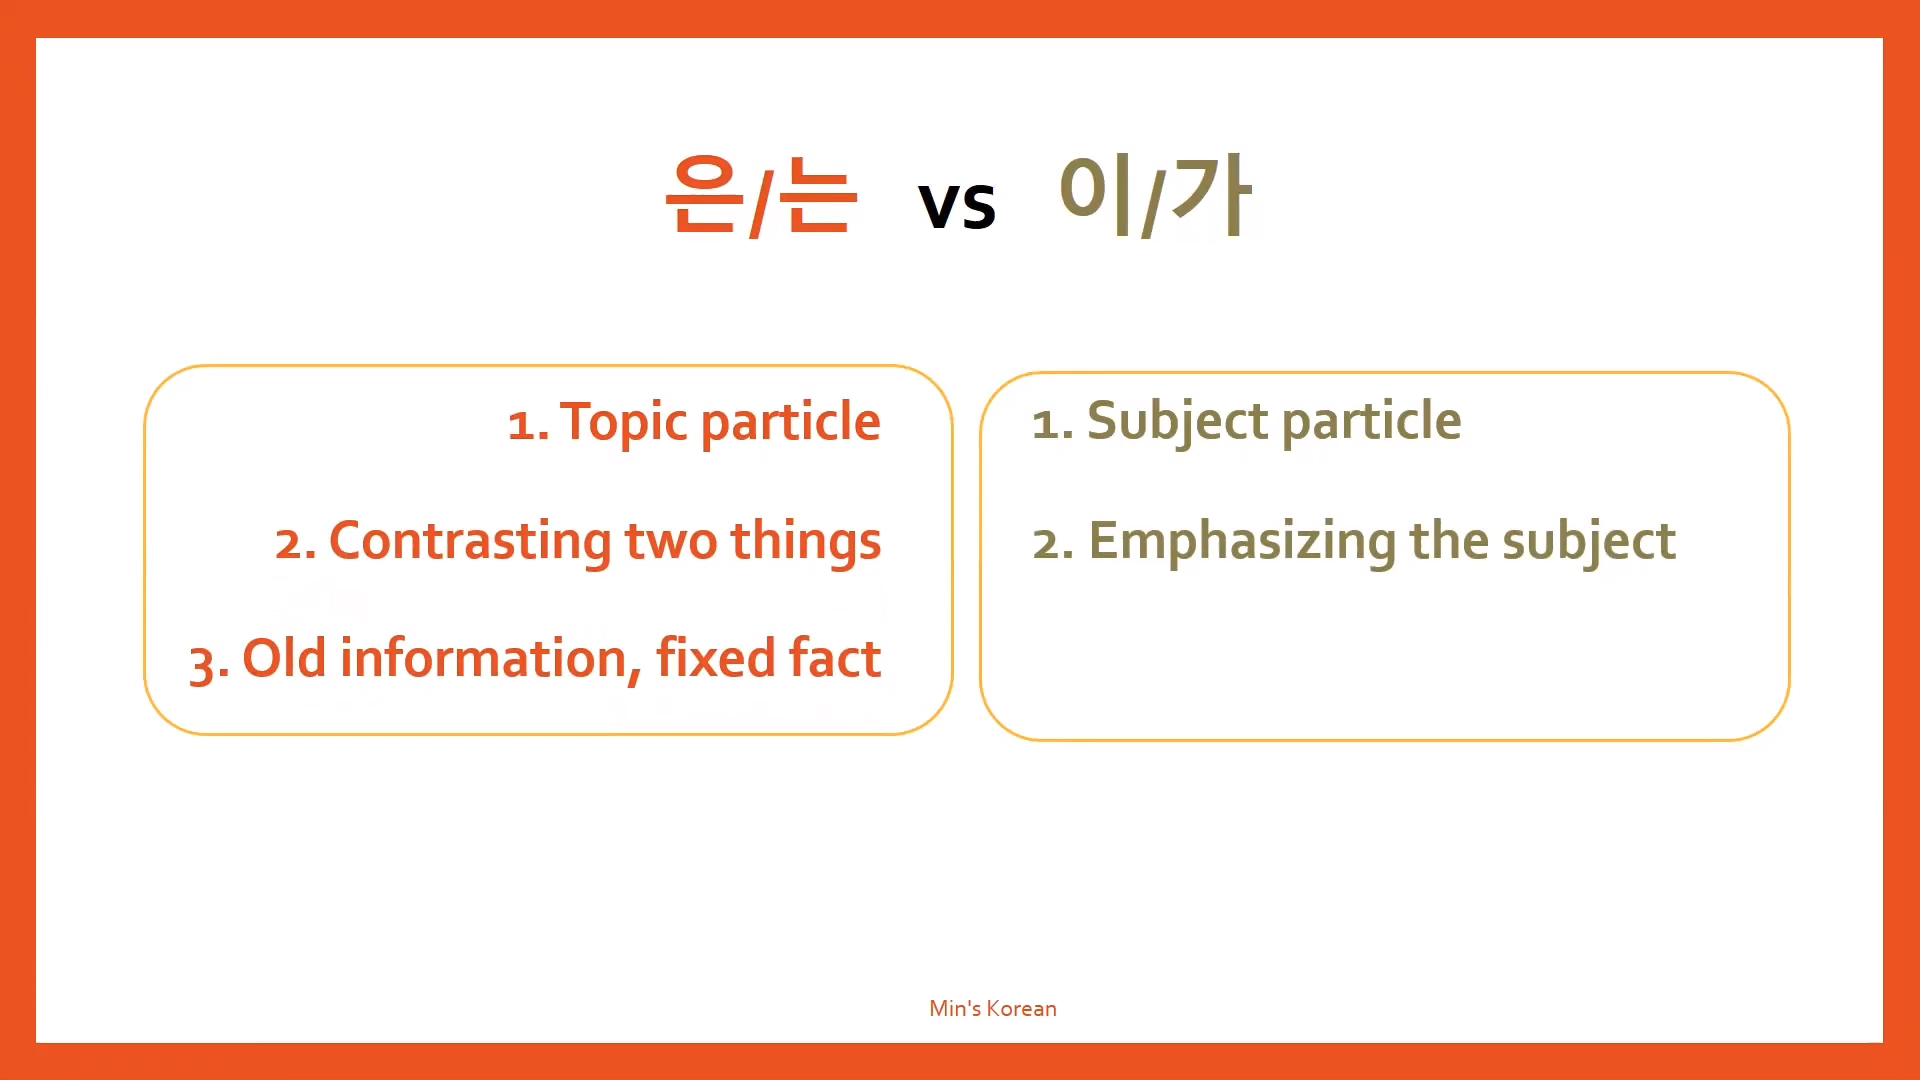 은/는 vs 이/가
1. Topic particle
2. Contrasting two things
3. Old information, fixed fact
1. Subject particle
2. Emphasizing the subject
Min's Korean